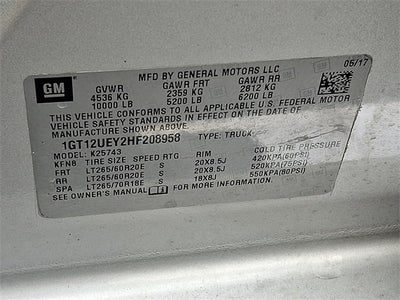 GM
MFD BY GENERAL MOTORS LLC
05/17
GVWR GAWR FRT GAWR RR
4536 KG 2359 KG 2812 KG
10000 LB 5200 LB 6200 LB
THIS VEHICLE CONFORMS TO ALL APPLICABLE U.S. FEDERAL
MOTOR VEHICLE SAFETY STANDARDS IN EFFECT ON THE DATE OF
MANUFACTURE SHOWN ABOVE.
1GT12UEY2HF208958 TYPE: TRUCK
MODEL: K25743
KFN8 TIRE SIZE SPEED RTG RIM COLD TIRE PRESSURE
FRT LT265/60R20E S 20X8.5J 420KPA(60PSI)
RR LT265/60R20E S 20X8.5J 520KPA(75PSI)
SPA LT265/70R18E S 18X8J 550KPA(80PSI)
SEE OWNER'S MANUAL